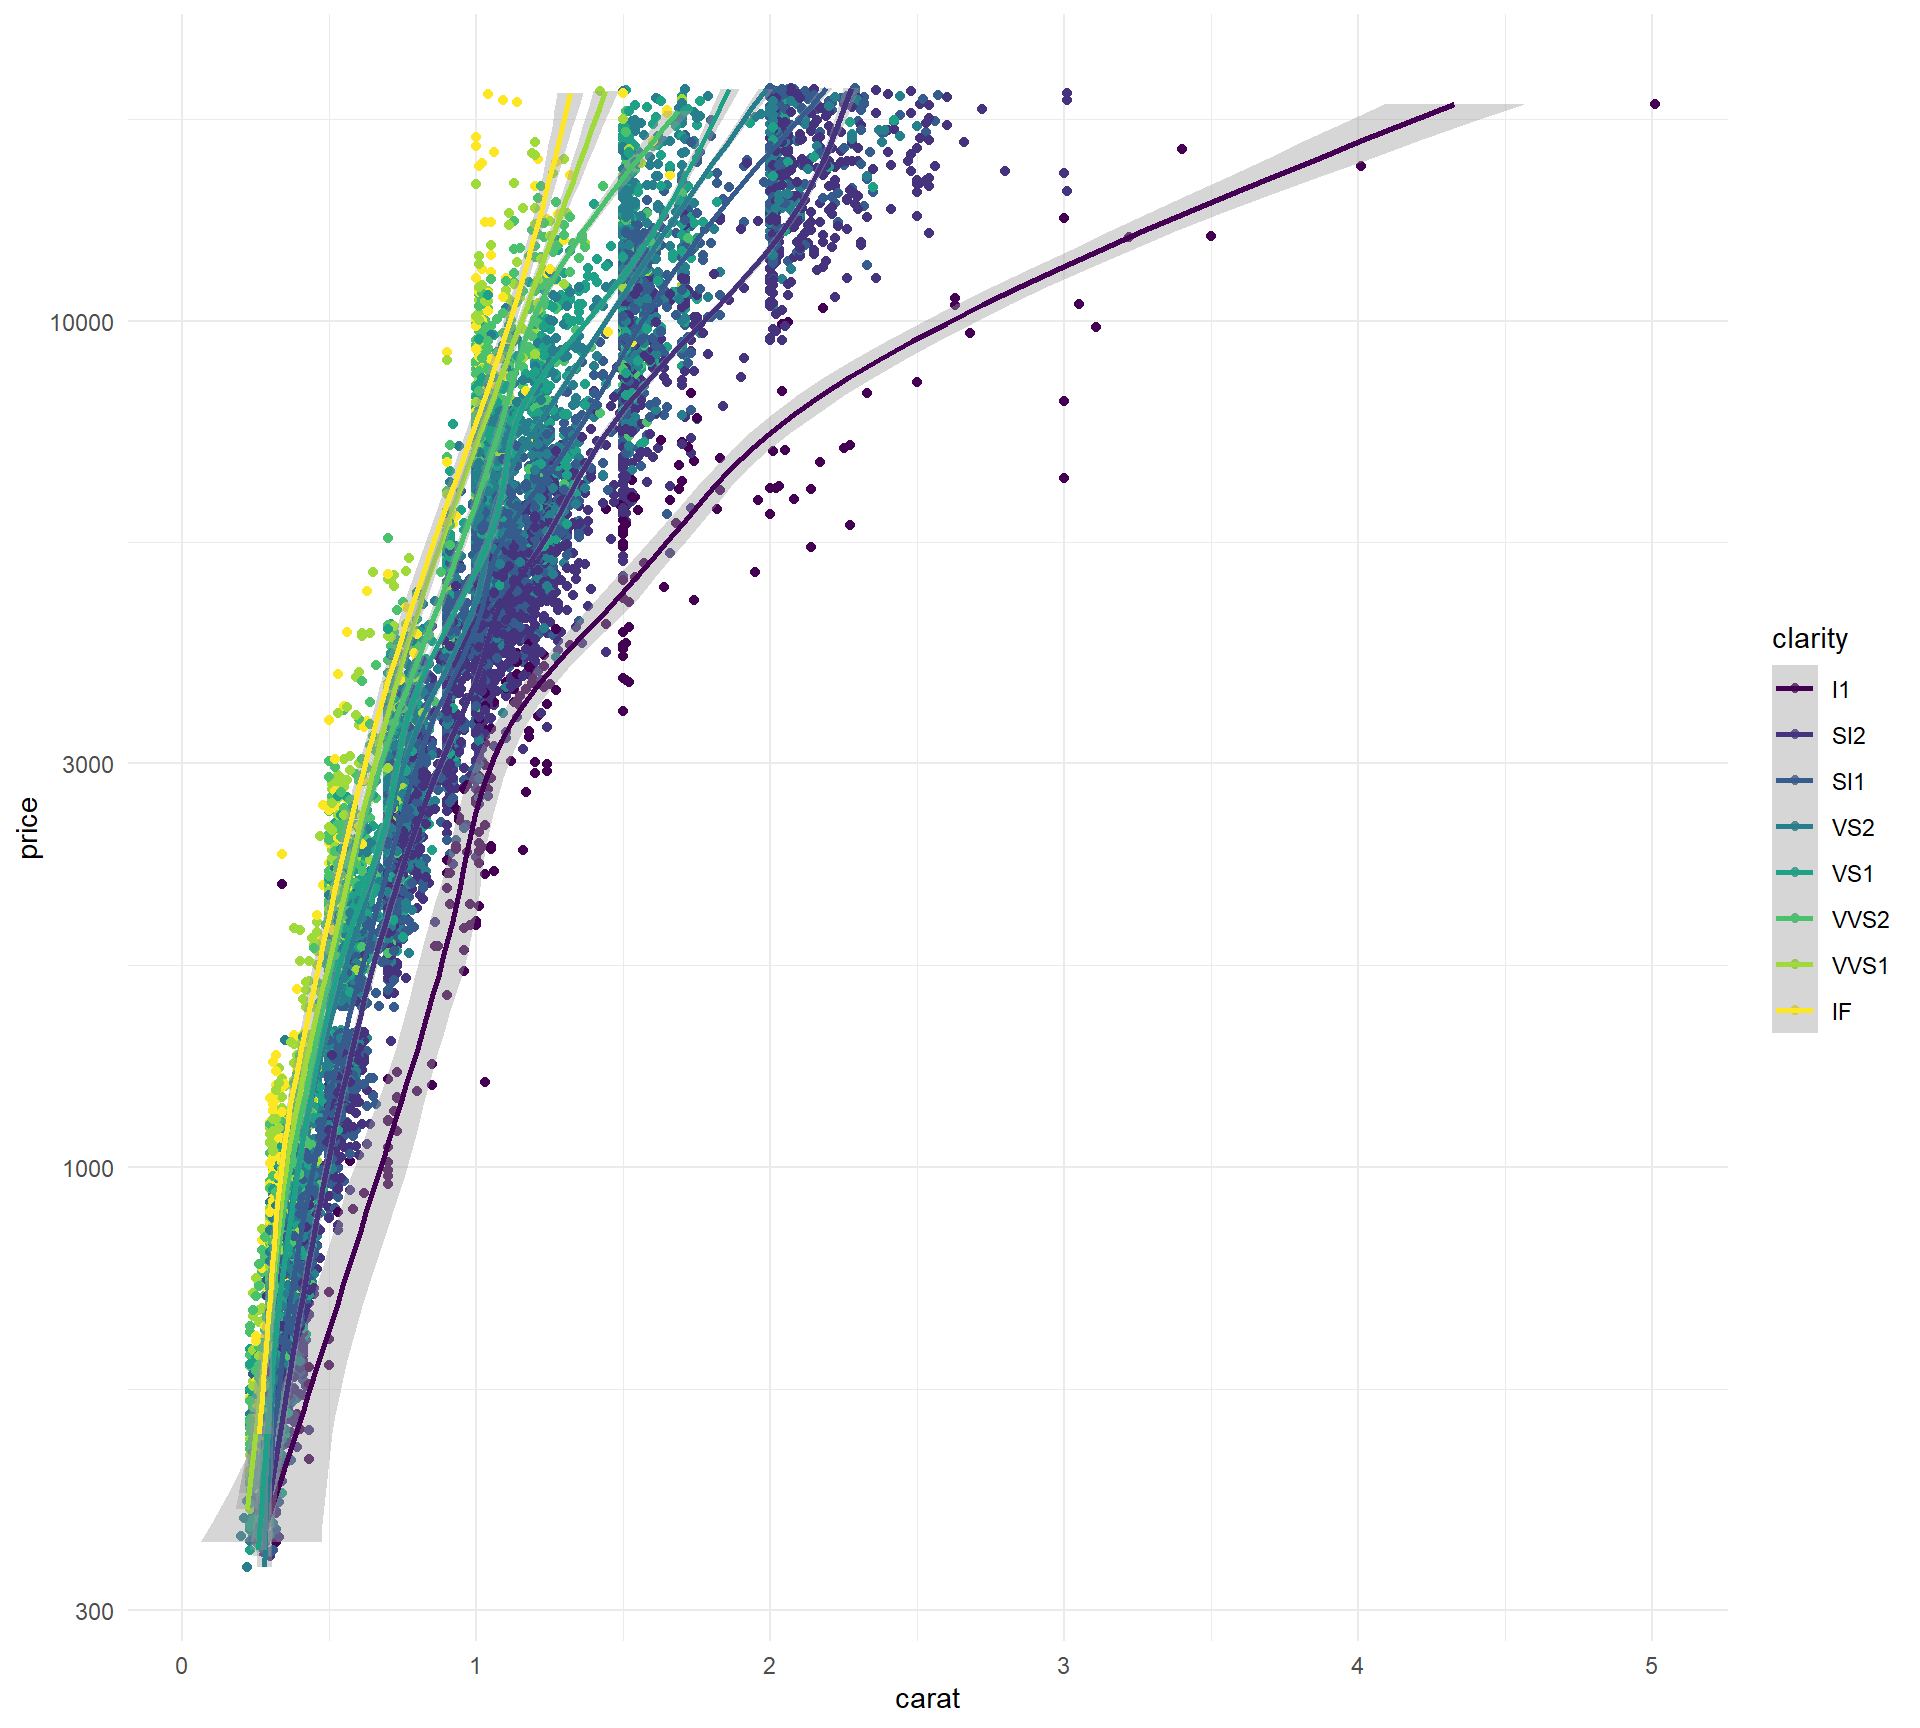 10000
3000
1000
300
price
0 1 2 3 4 5
carat
clarity
I1
SI2
SI1
VS2
VS1
VVS2
VVS1
IF